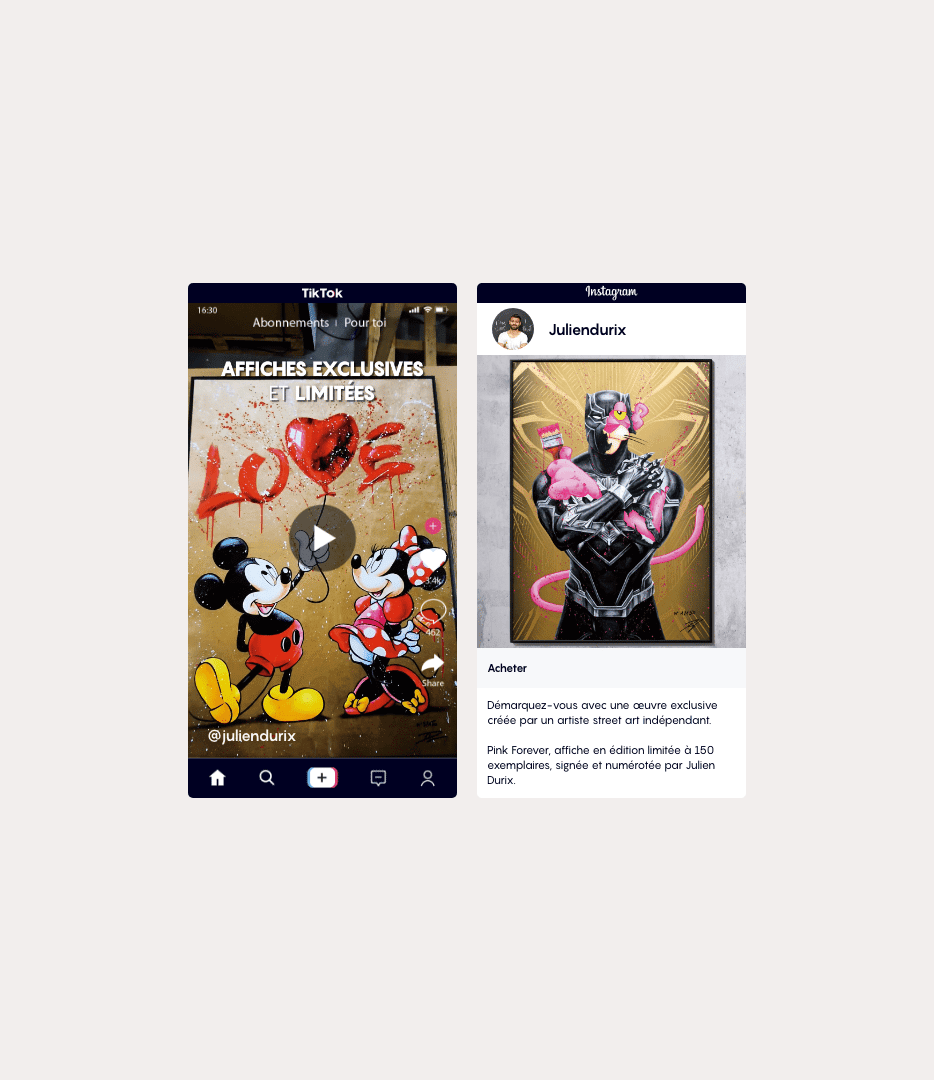 TikTok
16:30
Abonnements | Pour toi
AFFICHES EXCLUSIVES
ET LIMITÉES
LOVE
3.4k
462
Share
@juliendurix
Instagram
Juliendurix
Acheter
Démarquez-vous avec une œuvre exclusive
créée par un artiste street art indépendant.
Pink Forever, affiche en édition limitée à 150
exemplaires, signée et numérotée par Julien
Durix.